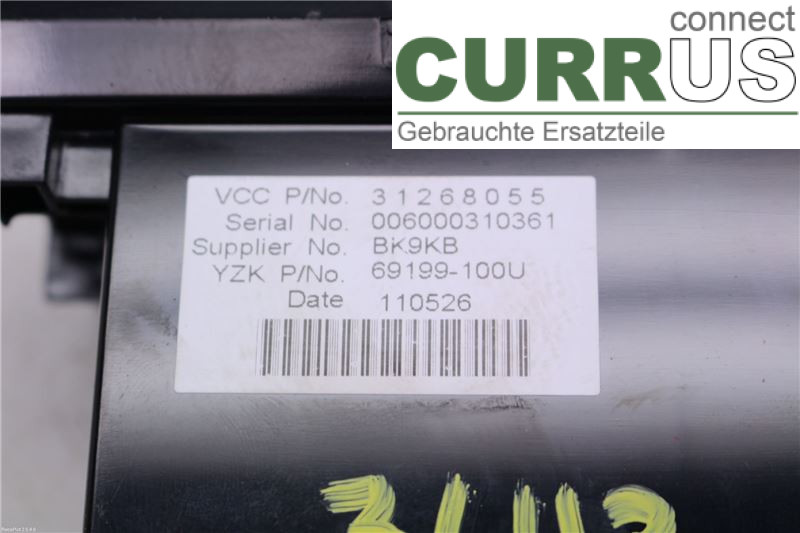 connect
CURRUS
Gebrauchte Ersatzteile
VCC P/No. 31268055
Serial No. 006000310361
Supplier No. BK9KB
YZK P/No. 69199-100U
Date 110526